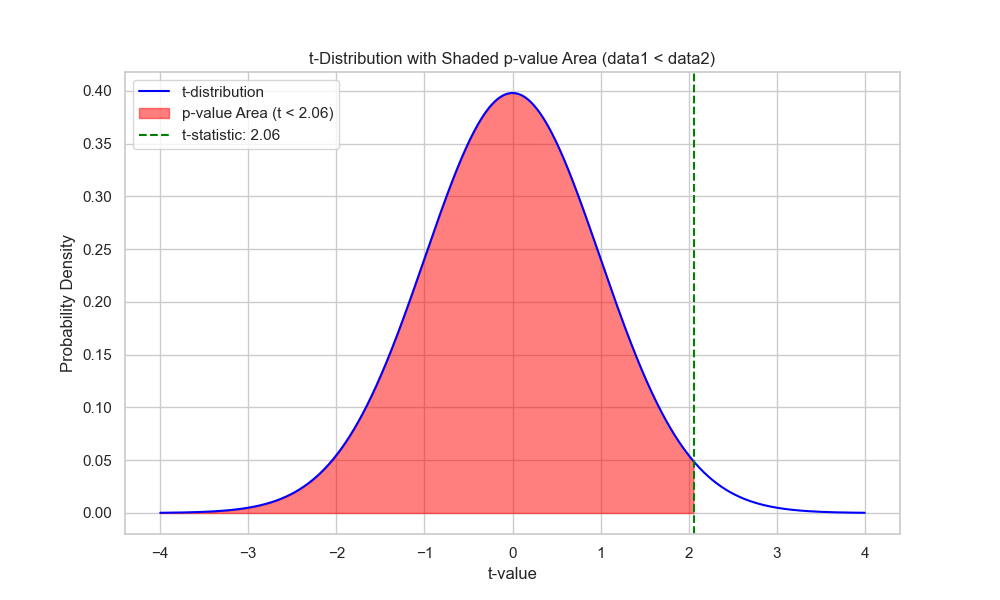 t-Distribution with Shaded p-value Area (data1 < data2)
t-distribution
p-value Area (t < 2.06)
t-statistic: 2.06
0.40
0.35
0.30
0.25
0.20
0.15
0.10
0.05
0.00
Probability Density
−4 −3 −2 −1 0 1 2 3 4
t-value